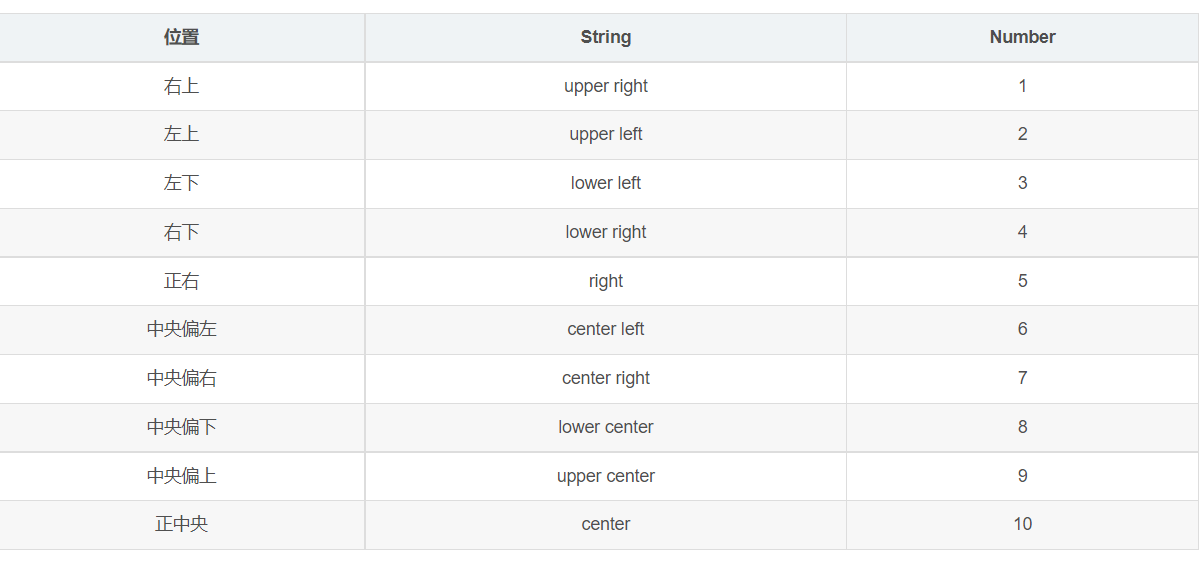 位置 String Number
右上 upper right 1
左上 upper left 2
左下 lower left 3
右下 lower right 4
正右 right 5
中央偏左 center left 6
中央偏右 center right 7
中央偏下 lower center 8
中央偏上 upper center 9
正中央 center 10